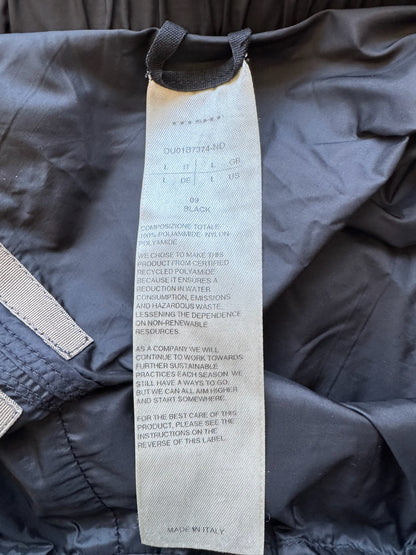 DU01B7374-ND
L IT L GB
L DE L US
09
BLACK
COMPOSIZIONE TOTALE:
100% POLIAMMIDE- NYLON-
POLYAMIDE
WE CHOSE TO MAKE THIS
PRODUCT FROM CERTIFIED
RECYCLED POLYAMIDE
BECAUSE IT ENSURES A
REDUCTION IN WATER
CONSUMPTION, EMISSIONS
AND HAZARDOUS WASTE,
LESSENING THE DEPENDENCE
ON NON-RENEWABLE
RESOURCES.
AS A COMPANY WE WILL
CONTINUE TO WORK TOWARDS
FURTHER SUSTAINABLE
PRACTICES EACH SEASON. WE
STILL HAVE A WAYS TO GO,
BUT WE CAN ALL AIM HIGHER
AND START SOMEWHERE.
FOR THE BEST CARE OF THIS
PRODUCT, PLEASE SEE THE
INSTRUCTIONS ON THE
REVERSE OF THIS LABEL.
MADE IN ITALY